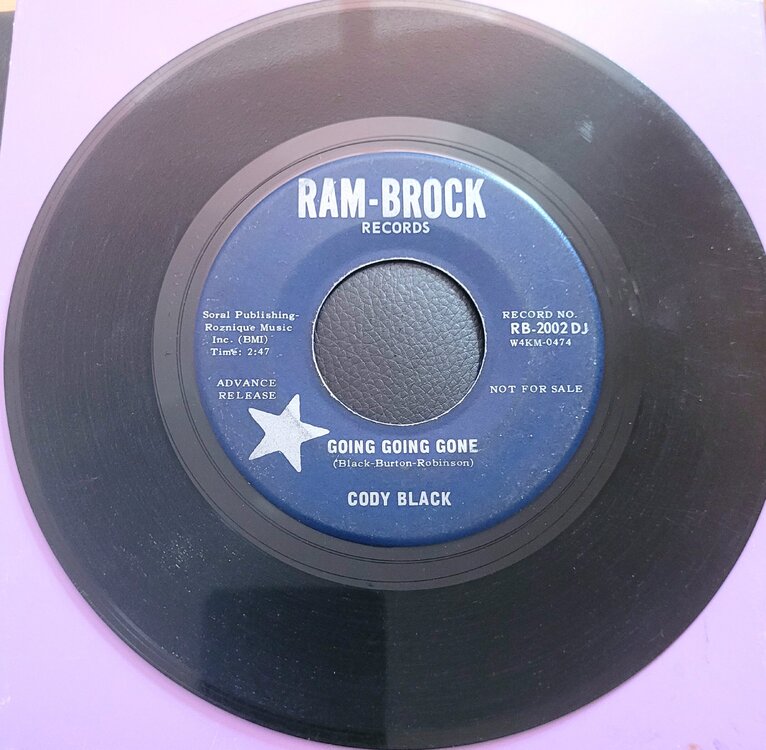 RAM-BROCK
RECORDS
Soral Publishing-
Roznique Music
Inc. (BMI)
Time: 2:47
RECORD NO.
RB-2002 DJ
W4KM-0474
ADVANCE
RELEASE
NOT FOR SALE
GOING GOING GONE
(Black-Burton-Robinson)
CODY BLACK